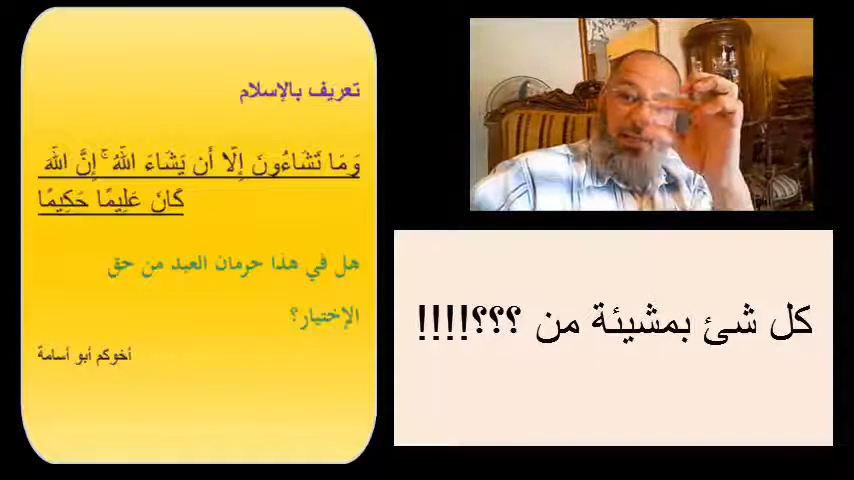 تعريف بالإسلام
وَمَا تَشَاءُونَ إِلَّا أَن يَشَاءَ اللَّهُ ۚ إِنَّ اللَّهَ
كَانَ عَلِيمًا حَكِيمًا
هل في هذا حرمان العبد من حق
الإختيار؟
أخوكم أبو أسامة
كل شئ بمشيئة من ؟؟؟!!!!